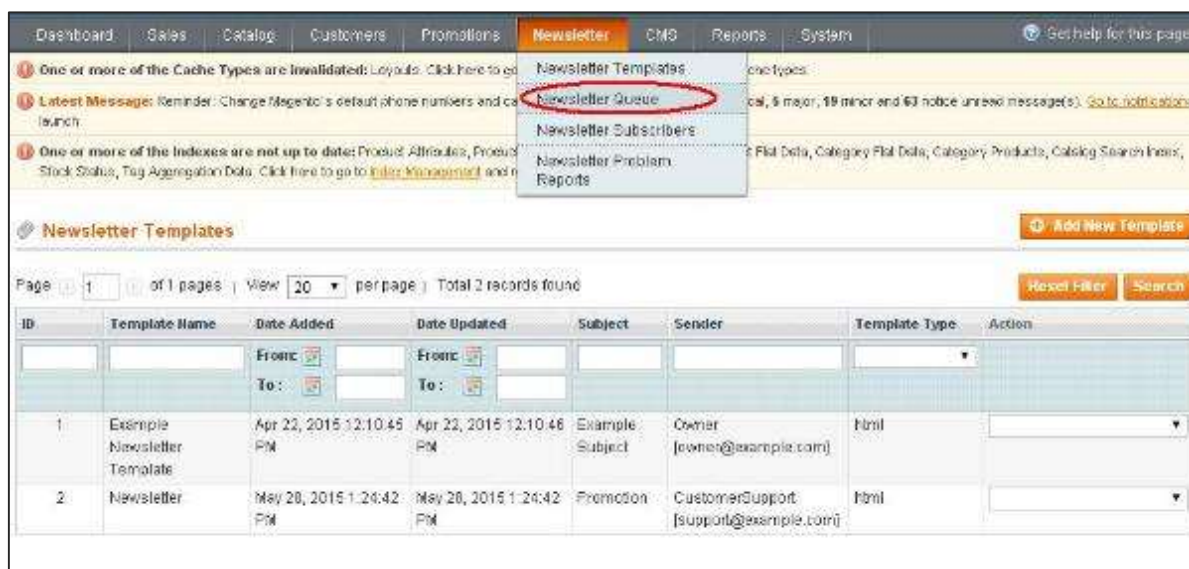 Dashboard Sales Catalog Customers Promotions Newsletter CMS Reports System Get help for this page
One or more of the Cache Types are invalidated: Layouts. Click here to go
Latest Message: Reminder: Change Magento's default phone numbers and ca
cal, 5 major, 19 minor and 63 notice unread message(s). Go to notifications
launch
One or more of the Indexes are not up to date: Product Attributes, Produc
t Flat Data, Category Flat Data, Category Products, Catalog Search Index,
Stock Status, Tag Aggregation Data. Click here to go to Index Management and r
Newsletter Templates
Newsletter Queue
Newsletter Subscribers
Newsletter Problem
Reports
che types.
Newsletter Templates
Add New Template
Page 1 of 1 pages | View 20 per page | Total 2 records found
Reset Filter Search
ID Template Name Date Added Date Updated Subject Sender Template Type Action
From: From:
To : To :
1 Example Apr 22, 2015 12:10:45 Apr 22, 2015 12:10:46 Example Owner html
Newsletter PM PM Subject [owner@example.com]
Template
2 Newsletter May 28, 2015 1:24:42 May 28, 2015 1:24:42 Promotion CustomerSupport html
PM PM [support@example.com]